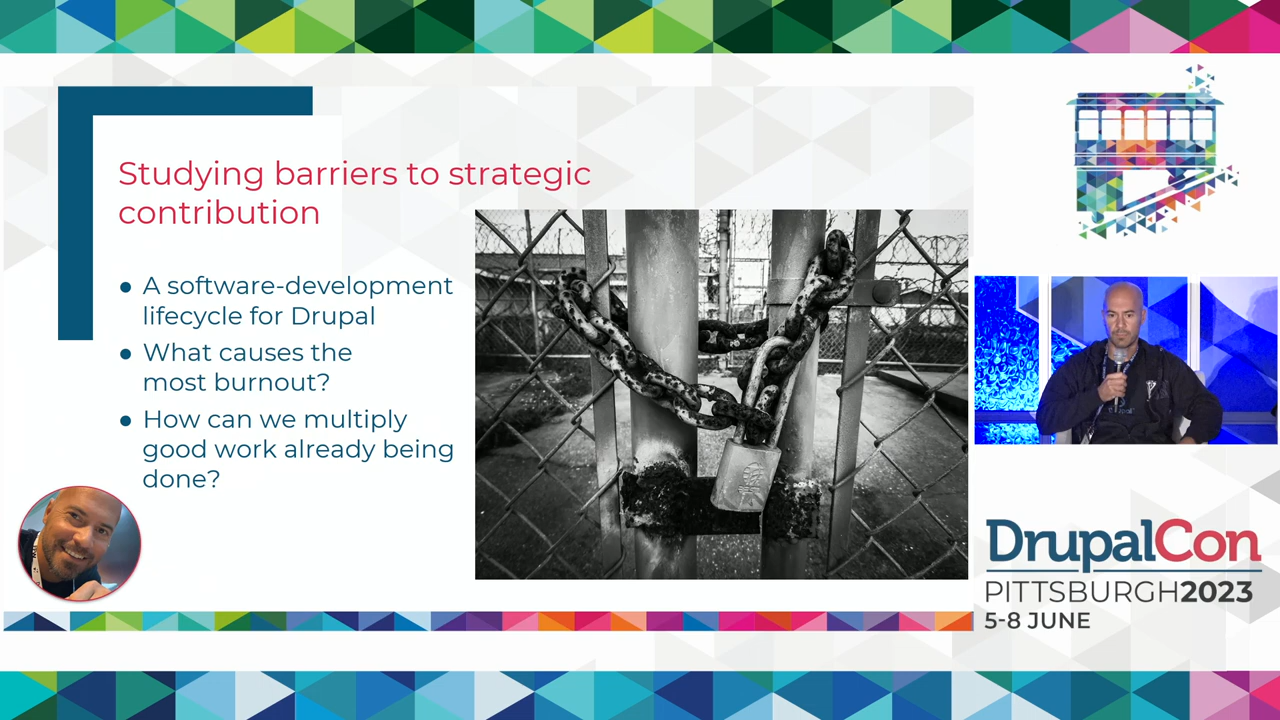 Studying barriers to strategic
contribution
● A software-development
lifecycle for Drupal
● What causes the
most burnout?
● How can we multiply
good work already being
done?
DrupalCon
PITTSBURGH2023
5-8 JUNE